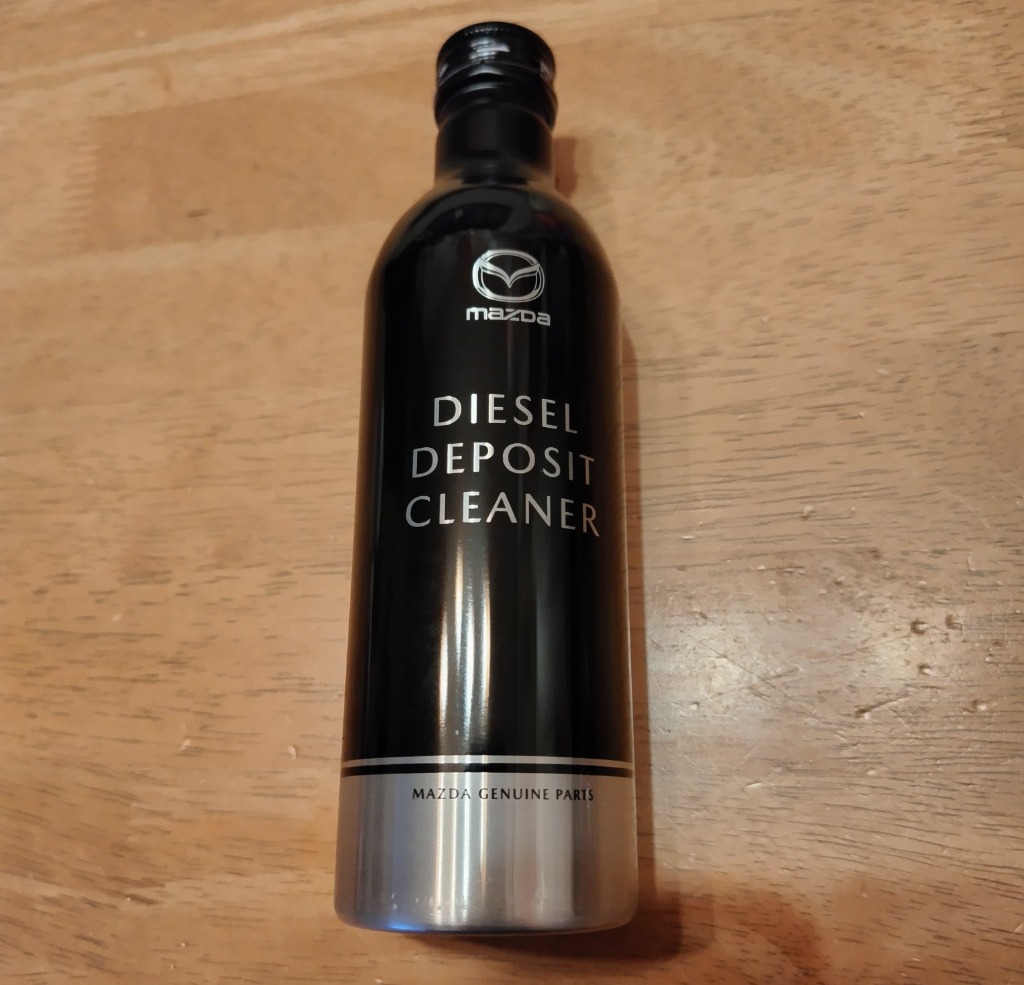 mazda
DIESEL
DEPOSIT
CLEANER
MAZDA GENUINE PARTS